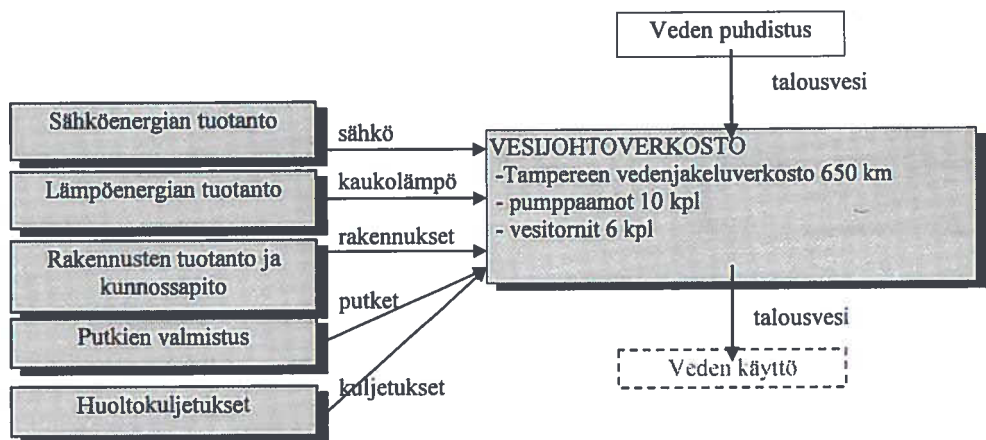 Veden puhdistus
talousvesi
Sähköenergian tuotanto
sähkö
VESIJOHTOVERKOSTO
-Tampereen vedenjakeluverkosto 650 km
- pumppaamot 10 kpl
- vesitornit 6 kpl
Lämpöenergian tuotanto
kaukolämpö
Rakennusten tuotanto ja
kunnossapito
rakennukset
Putkien valmistus
putket
Huoltokuljetukset
kuljetukset
talousvesi
Veden käyttö